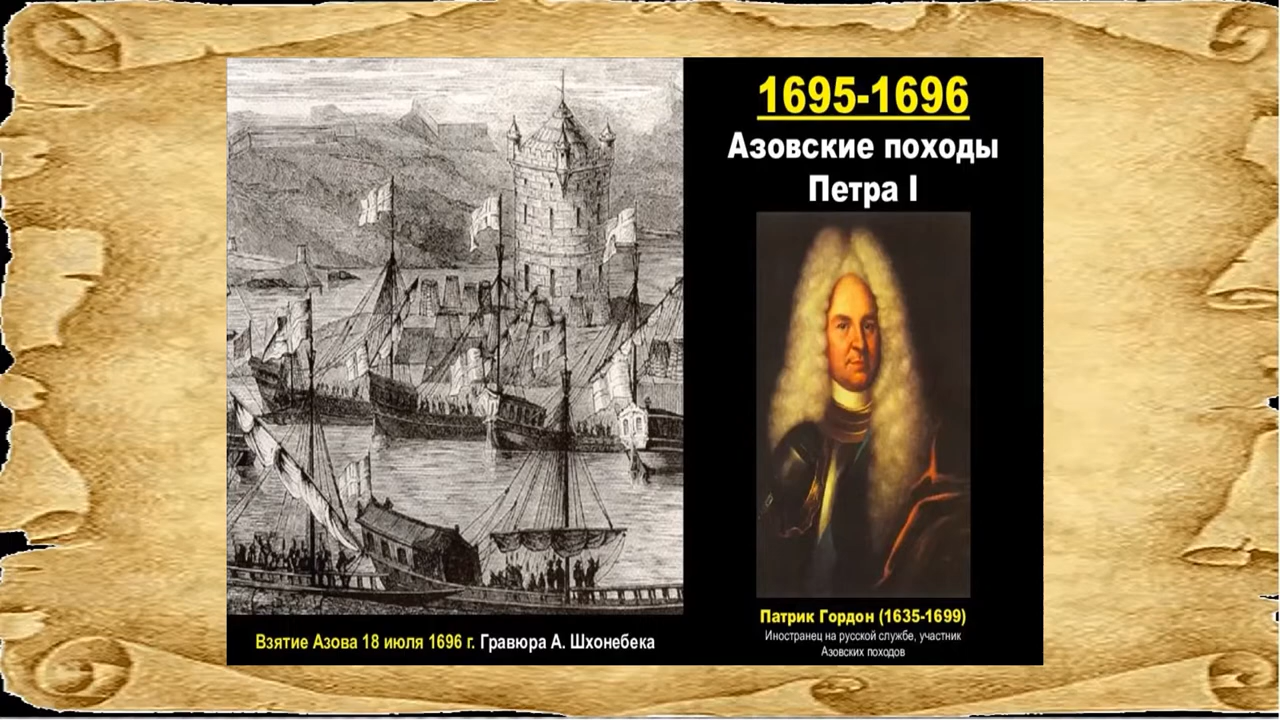 1695-1696
Азовские походы
Петра I
Взятие Азова 18 июля 1696 г. Гравюра А. Шхонебека
Патрик Гордон (1635-1699)
Иностранец на русской службе, участник
Азовских походов